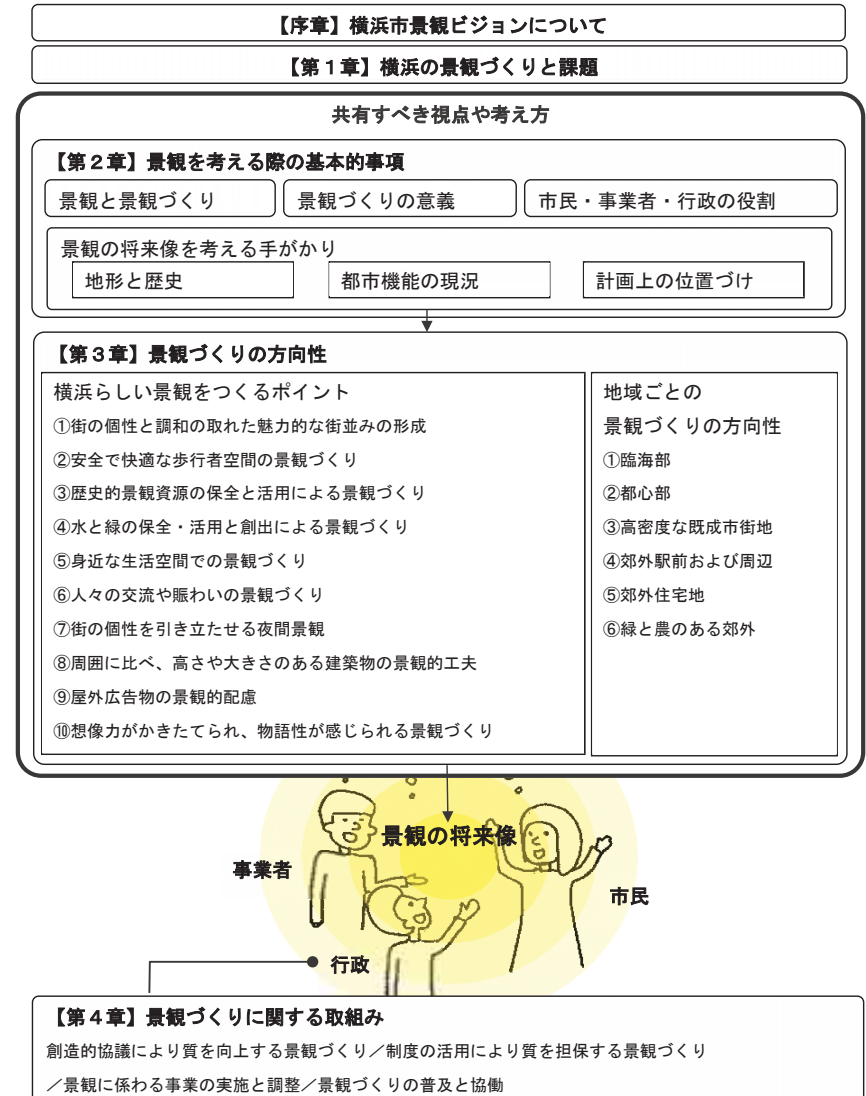 【序章】横浜市景観ビジョンについて
【第1章】横浜の景観づくりと課題
共有すべき視点や考え方
【第２章】景観を考える際の基本的事項
景観と景観づくり
景観づくりの意義
市民・事業者・行政の役割
景観の将来像を考える手がかり
地形と歴史
都市機能の現況
計画上の位置づけ
【第３章】景観づくりの方向性
横浜らしい景観をつくるポイント
①街の個性と調和の取れた魅力的な街並みの形成
②安全で快適な歩行者空間の景観づくり
③歴史的景観資源の保全と活用による景観づくり
④水と緑の保全・活用と創出による景観づくり
⑤身近な生活空間での景観づくり
⑥人々の交流や賑わいの景観づくり
⑦街の個性を引き立たせる夜間景観
⑧周囲に比べ、高さや大きさのある建築物の景観的工夫
⑨屋外広告物の景観的配慮
⑩想像力がかきたてられ、物語性が感じられる景観づくり
地域ごとの
景観づくりの方向性
①臨海部
②都心部
③高密度な既成市街地
④郊外駅前および周辺
⑤郊外住宅地
⑥緑と農のある郊外
景観の将来像
事業者
市民
行政
【第４章】景観づくりに関する取組み
創造的協議により質を向上する景観づくり／制度の活用により質を担保する景観づくり
／景観に係わる事業の実施と調整／景観づくりの普及と協働